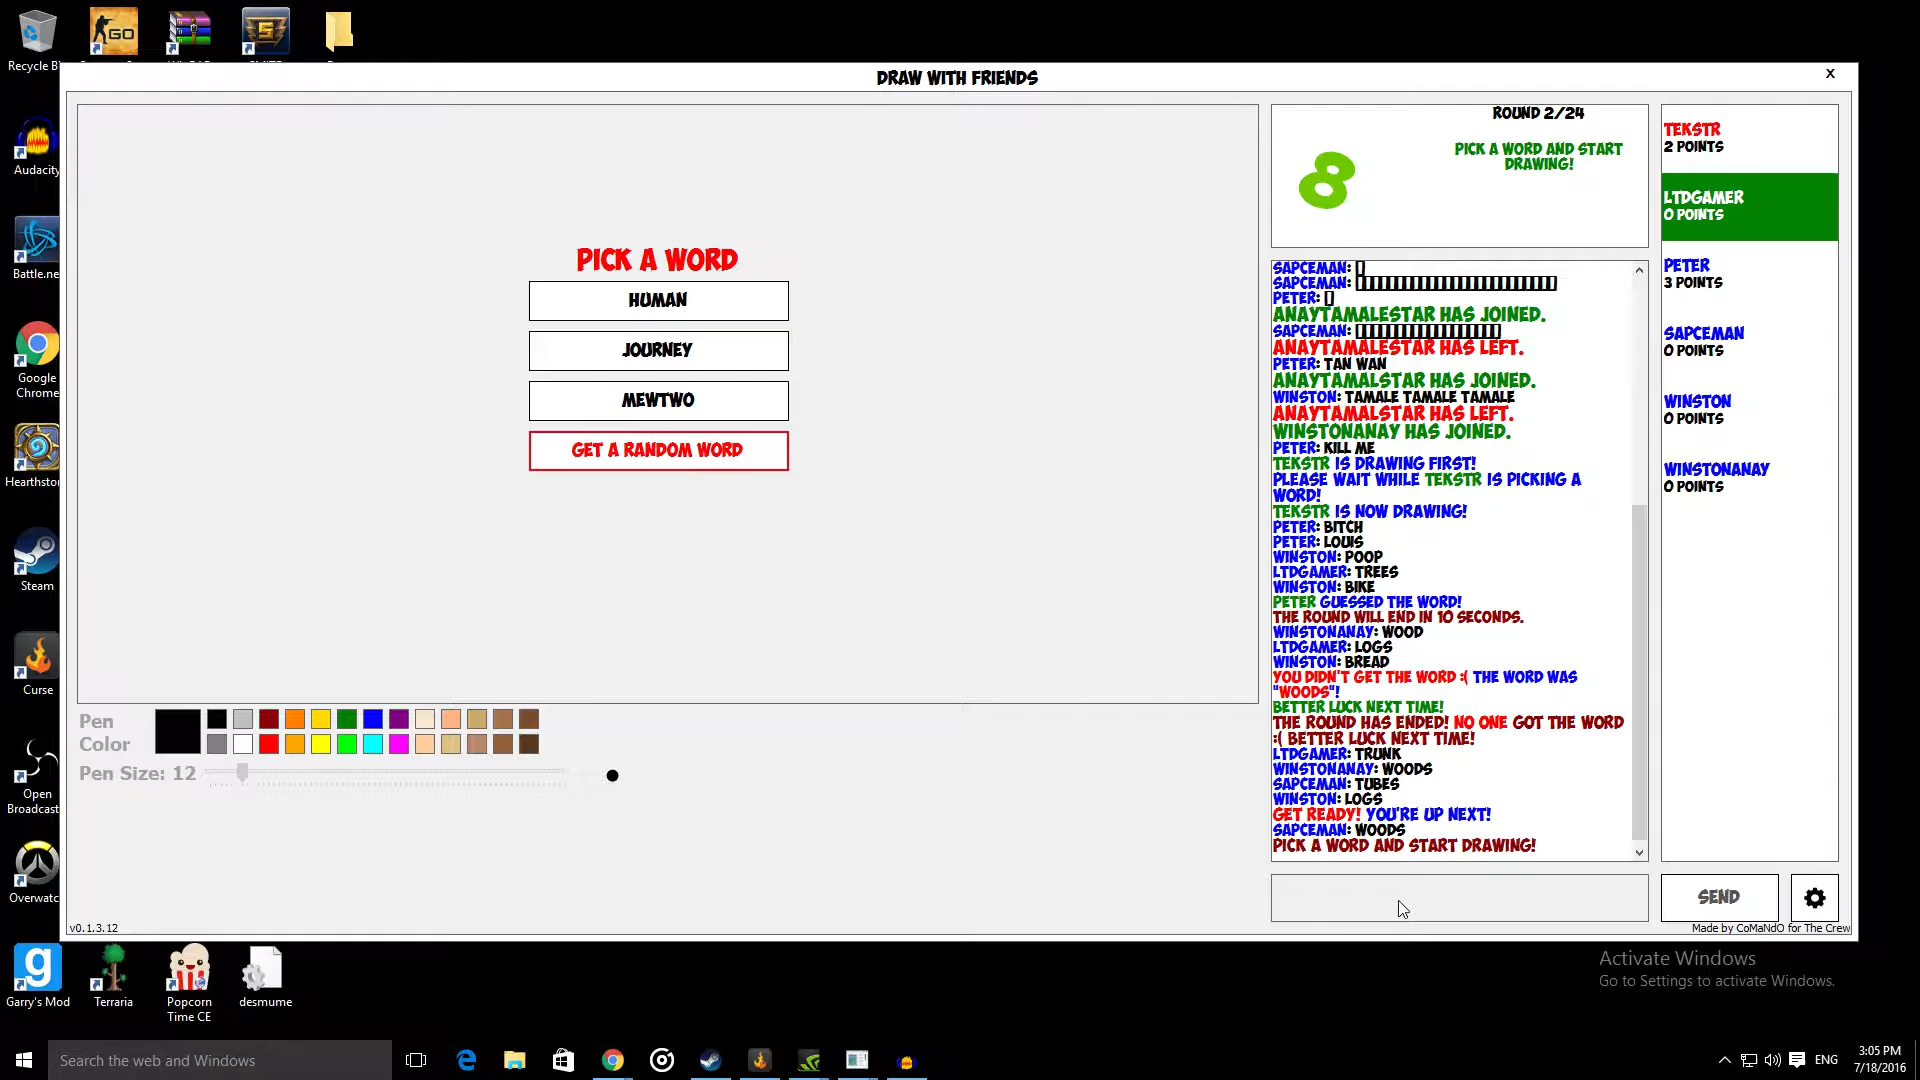 GO
Recycle B
DRAW WITH FRIENDS
X
PICK A WORD
HUMAN
JOURNEY
MEWTWO
GET A RANDOM WORD
ROUND 2/24
PICK A WORD AND START
DRAWING!
8
TEKSTR
2 POINTS
LTDGAMER
0 POINTS
PETER
3 POINTS
SAPCEMAN
0 POINTS
WINSTON
0 POINTS
WINSTONANAY
0 POINTS
SAPCEMAN:
SAPCEMAN:
PETER:
ANAYTAMALESTAR HAS JOINED.
SAPCEMAN:
ANAYTAMALESTAR HAS LEFT.
PETER: TAN WAN
ANAYTAMALSTAR HAS JOINED.
WINSTON: TAMALE TAMALE TAMALE
ANAYTAMALSTAR HAS LEFT.
WINSTONANAY HAS JOINED.
PETER: KILL ME
TEKSTR IS DRAWING FIRST!
PLEASE WAIT WHILE TEKSTR IS PICKING A
WORD!
TEKSTR IS NOW DRAWING!
PETER: BITCH
PETER: LOUIS
WINSTON: POOP
LTDGAMER: TREES
WINSTON: BIKE
PETER GUESSED THE WORD!
THE ROUND WILL END IN 10 SECONDS.
WINSTONANAY: WOOD
LTDGAMER: LOGS
WINSTON: BREAD
YOU DIDN'T GET THE WORD :( THE WORD WAS
"WOODS"!
BETTER LUCK NEXT TIME!
THE ROUND HAS ENDED! NO ONE GOT THE WORD
:( BETTER LUCK NEXT TIME!
LTDGAMER: TRUNK
WINSTONANAY: WOODS
SAPCEMAN: TUBES
WINSTON: LOGS
GET READY! YOU'RE UP NEXT!
SAPCEMAN: WOODS
PICK A WORD AND START DRAWING!
SEND
Pen
Color
Pen Size: 12
v0.1.3.12
Made by CoMaNdO for The Crew
Audacity
Battle.ne
Google
Chrome
Hearthston
Steam
Curse
Open
Broadcast
Overwatc
Garry's Mod
Terraria
Popcorn
Time CE
desmume
Activate Windows
Go to Settings to activate Windows.
Search the web and Windows
ENG
3:05 PM
7/18/2016